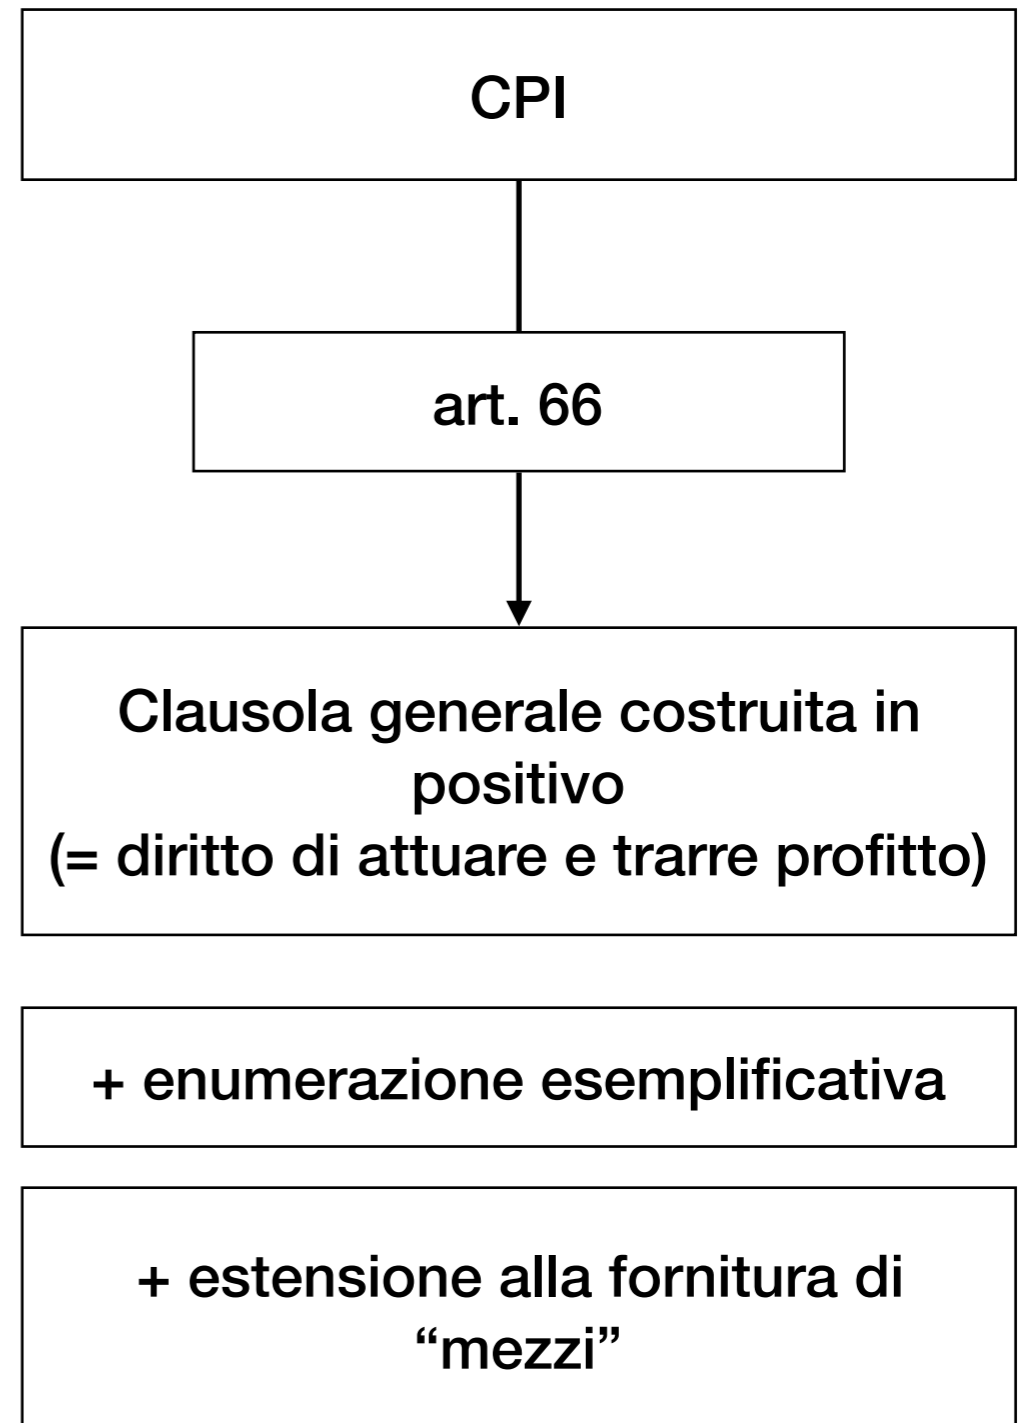 CPI
art. 66
Clausola generale costruita in
positivo
(= diritto di attuare e trarre profitto)
+ enumerazione esemplificativa
+ estensione alla fornitura di
“mezzi”